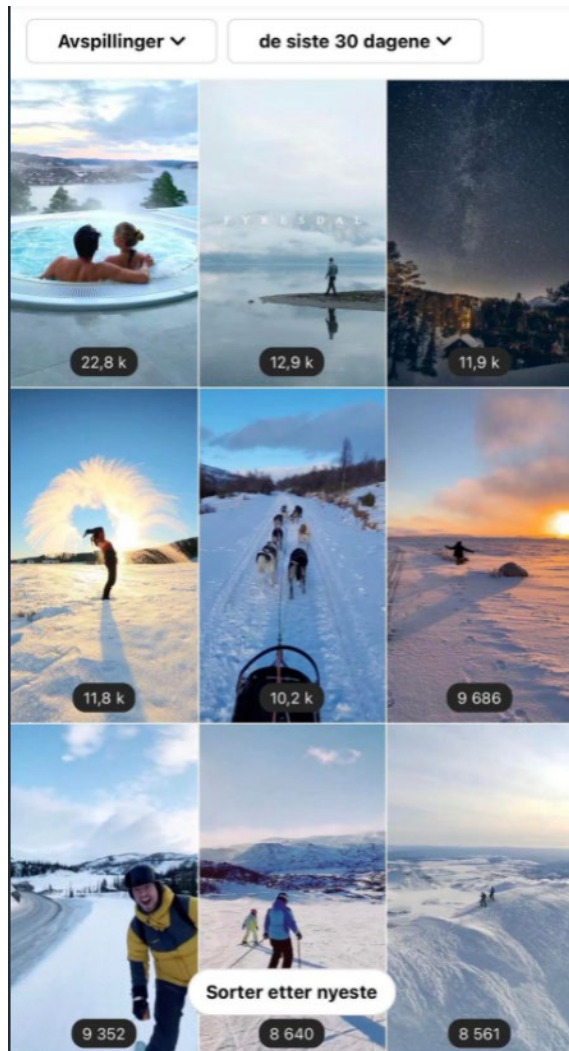 Avspillinger
de siste 30 dagene
FYRESDAL
22,8 k
12,9 k
11,9 k
11,8 k
10,2 k
9 686
Sorter etter nyeste
9 352
8 640
8 561